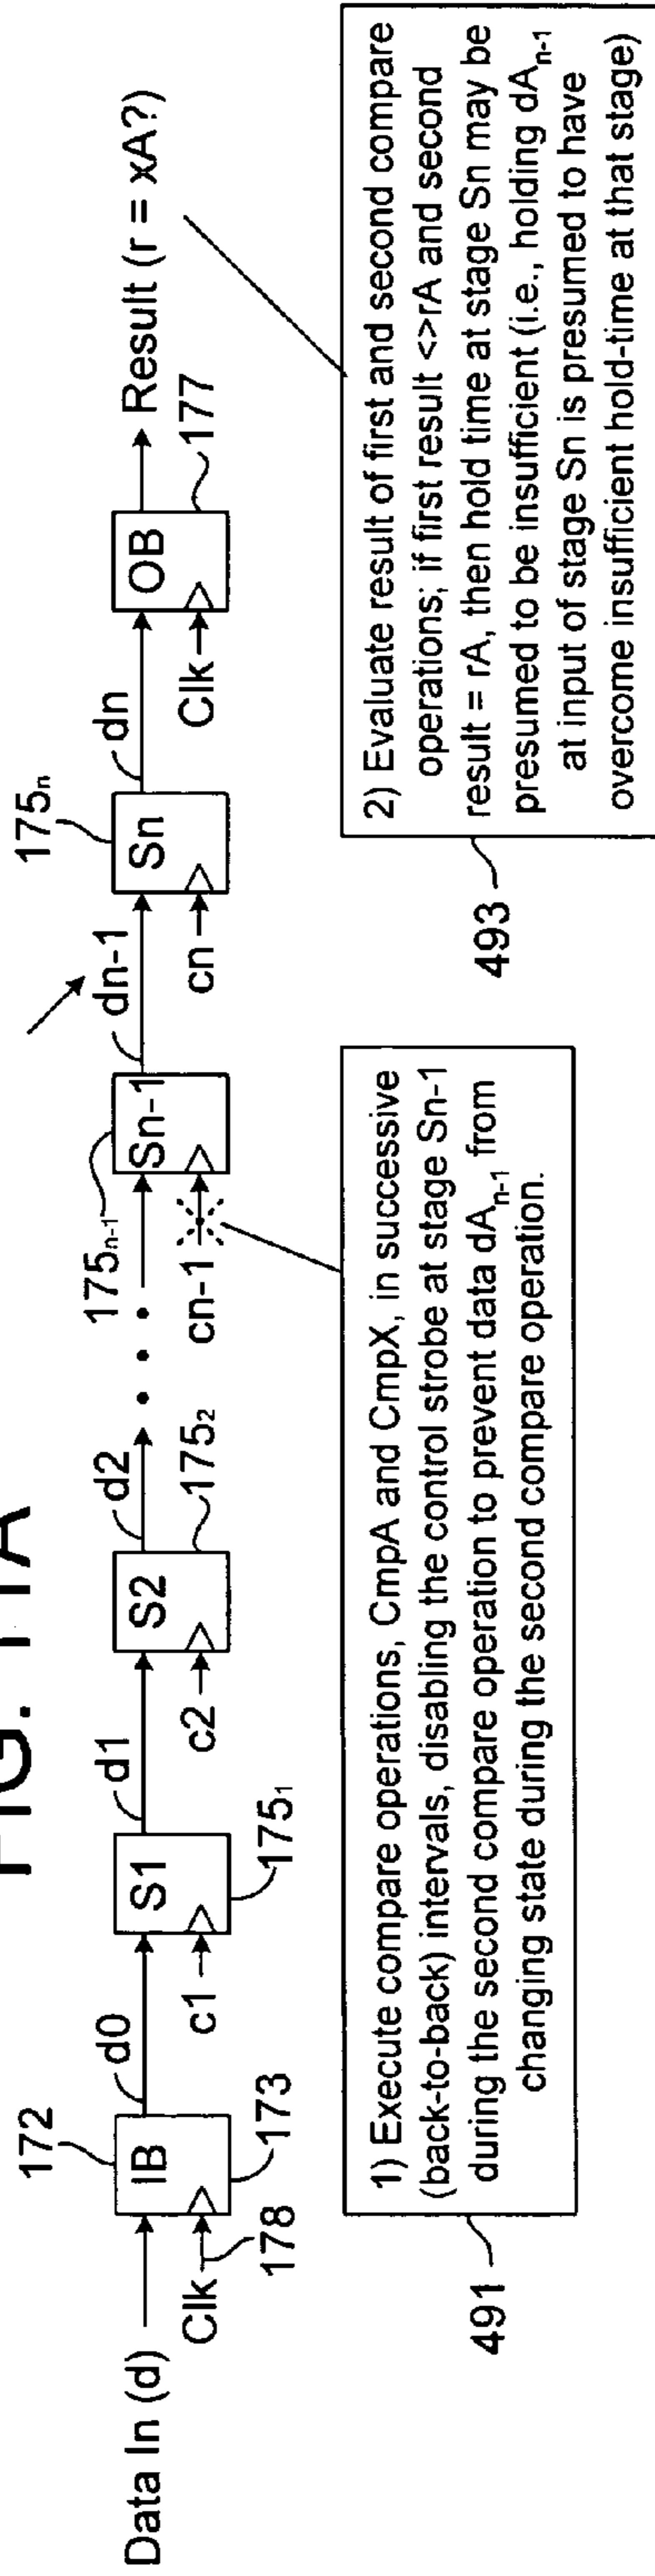 FIG. 11A
Data In (d)
172
IB
Clk
178
173
d0
S1
c1
175₁
d1
S2
c2
175₂
d2
• • •
175ₙ₋₁
Sn-1
cn-1
dn-1
175ₙ
Sn
cn
dn
OB
Clk
177
Result (r = xA?)
491
1) Execute compare operations, CmpA and CmpX, in successive
(back-to-back) intervals, disabling the control strobe at stage Sn-1
during the second compare operation to prevent data dAₙ₋₁ from
changing state during the second compare operation.
493
2) Evaluate result of first and second compare
operations; if first result <>rA and second
result = rA, then hold time at stage Sn may be
presumed to be insufficient (i.e., holding dAₙ₋₁
at input of stage Sn is presumed to have
overcome insufficient hold-time at that stage)